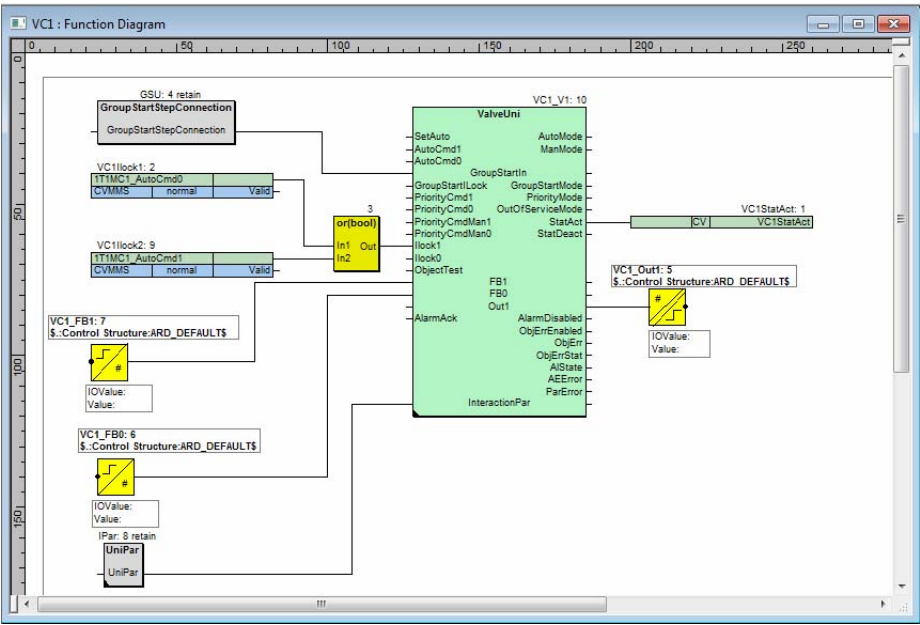 VC1 : Function Diagram
0 50 100 150 200 250
0
50
100
150
GSU: 4 retain
GroupStartStepConnection
GroupStartStepConnection
VC1Ilock1: 2
1T1MC1_AutoCmd0
CVMMS normal Valid
VC1Ilock2: 9
1T1MC1_AutoCmd1
CVMMS normal Valid
3
or(bool)
In1 Out
In2
VC1_FB1: 7
$.:Control Structure:ARD_DEFAULT$
#
IOValue:
Value:
VC1_FB0: 6
$.:Control Structure:ARD_DEFAULT$
#
IOValue:
Value:
IPar: 8 retain
UniPar
UniPar
VC1_V1: 10
ValveUni
SetAuto AutoMode
AutoCmd1 ManMode
AutoCmd0
GroupStartIn
GroupStartILock GroupStartMode
PriorityCmd1 PriorityMode
PriorityCmd0 OutOfServiceMode
PriorityCmdMan1 StatAct
PriorityCmdMan0 StatDeact
Ilock1
Ilock0
ObjectTest
FB1
FB0
Out1
AlarmAck AlarmDisabled
ObjErrEnabled
ObjErr
ObjErrStat
AlState
AEError
ParError
InteractionPar
VC1StatAct: 1
CV VC1StatAct
VC1_Out1: 5
$.:Control Structure:ARD_DEFAULT$
#
IOValue:
Value: